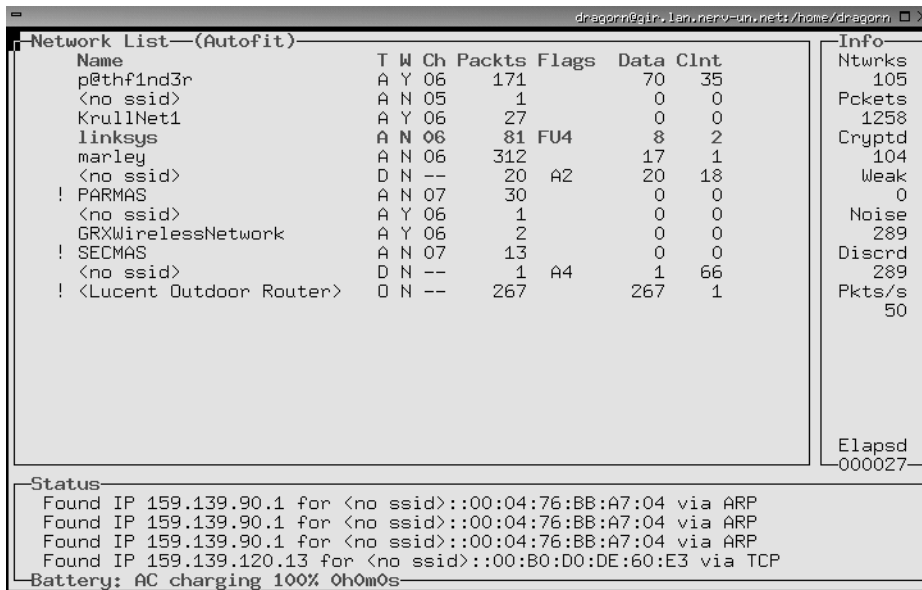 dragorn@gir.lan.nerv-un.net:/home/dragorn
Network List—(Autofit)
Name T W Ch Packts Flags Data Clnt
p@thf1nd3r A Y 06 171 70 35
<no ssid> A N 05 1 0 0
KrullNet1 A Y 06 27 0 0
linksys A N 06 81 FU4 8 2
marley A N 06 312 17 1
<no ssid> D N -- 20 A2 20 18
! PARMAS A N 07 30 0 0
<no ssid> A Y 06 1 0 0
GRXWirelessNetwork A Y 06 2 0 0
! SECMAS A N 07 13 0 0
<no ssid> D N -- 1 A4 1 66
! <Lucent Outdoor Router> O N -- 267 267 1
Info
Ntwrks
105
Pckets
1258
Cryptd
104
Weak
0
Noise
289
Discrd
289
Pkts/s
50
Elapsd
000027
Status
Found IP 159.139.90.1 for <no ssid>::00:04:76:BB:A7:04 via ARP
Found IP 159.139.90.1 for <no ssid>::00:04:76:BB:A7:04 via ARP
Found IP 159.139.90.1 for <no ssid>::00:04:76:BB:A7:04 via ARP
Found IP 159.139.120.13 for <no ssid>::00:B0:D0:DE:60:E3 via TCP
Battery: AC charging 100% 0h0m0s